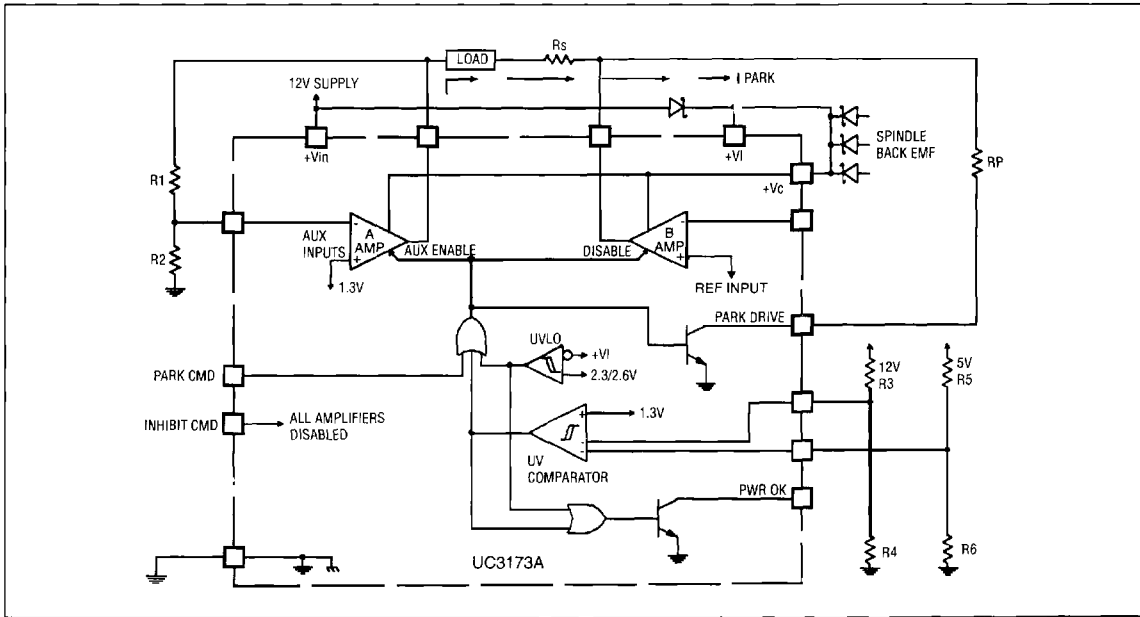 LOAD
Rs
12V SUPPLY
I PARK
+Vin
+VI
SPINDLE
BACK EMF
RP
R1
+Vc
AUX
INPUTS
-
A
AMP
+
AUX ENABLE
DISABLE
-
B
AMP
+
R2
1.3V
REF INPUT
PARK DRIVE
UVLO
+VI
2.3/2.6V
12V
R3
5V
R5
PARK CMD
INHIBIT CMD
ALL AMPLIFIERS
DISABLED
+
1.3V
-
-
UV
COMPARATOR
PWR OK
UC3173A
R4
R6